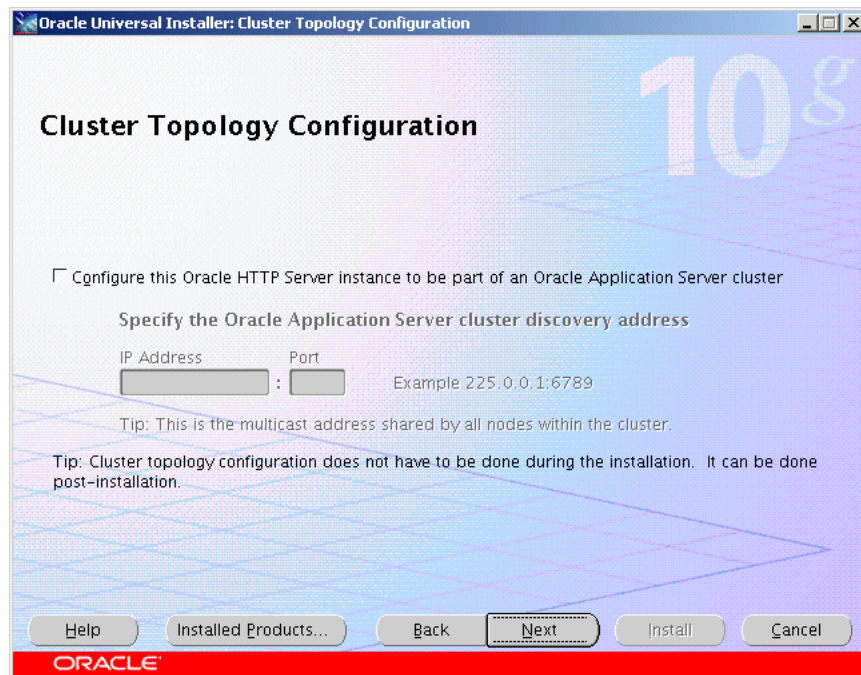 Oracle Universal Installer: Cluster Topology Configuration
10g
Cluster Topology Configuration
Configure this Oracle HTTP Server instance to be part of an Oracle Application Server cluster
Specify the Oracle Application Server cluster discovery address
IP Address Port
: Example 225.0.0.1:6789
Tip: This is the multicast address shared by all nodes within the cluster.
Tip: Cluster topology configuration does not have to be done during the installation. It can be done
post-installation.
Help Installed Products... Back Next Install Cancel
ORACLE